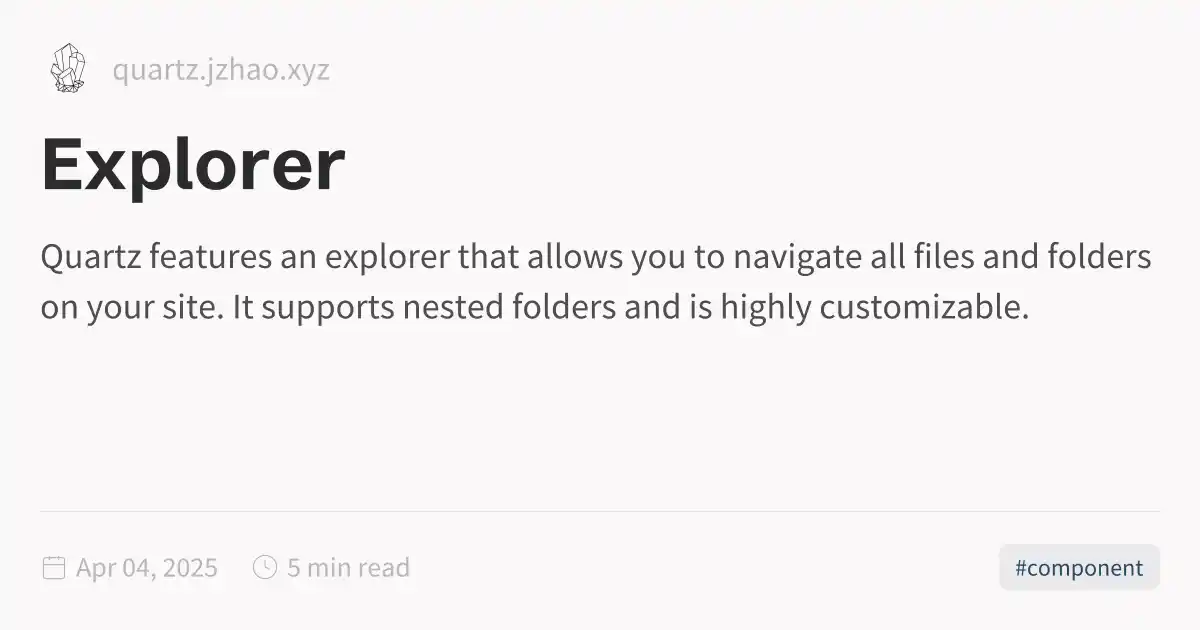 quartz.jzhao.xyz
Explorer
Quartz features an explorer that allows you to navigate all files and folders
on your site. It supports nested folders and is highly customizable.
Apr 04, 2025 5 min read
#component